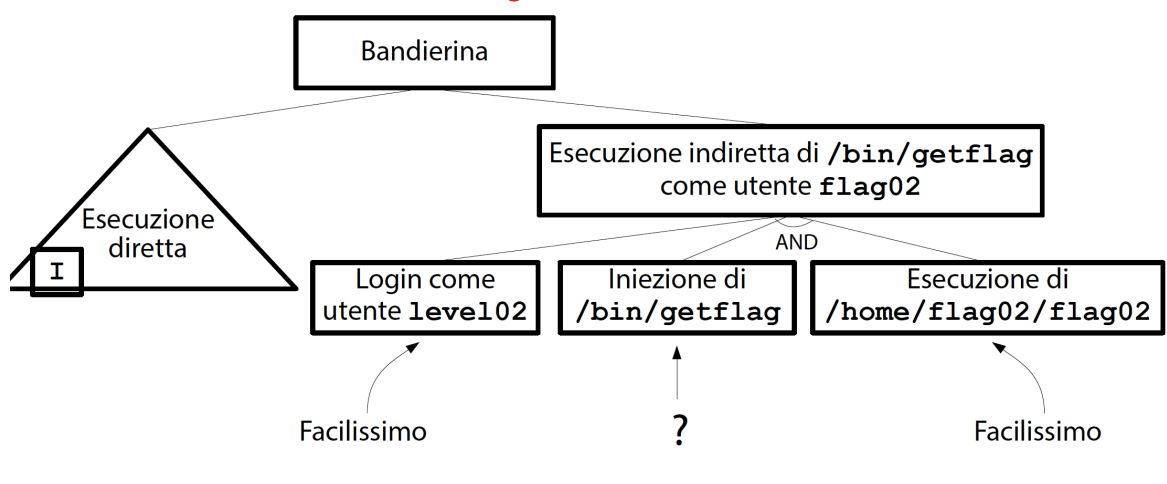 Bandierina
Esecuzione indiretta di /bin/getflag
come utente flag02
Esecuzione
diretta
I
AND
Login come
utente level02
Iniezione di
/bin/getflag
Esecuzione di
/home/flag02/flag02
Facilissimo
?
Facilissimo